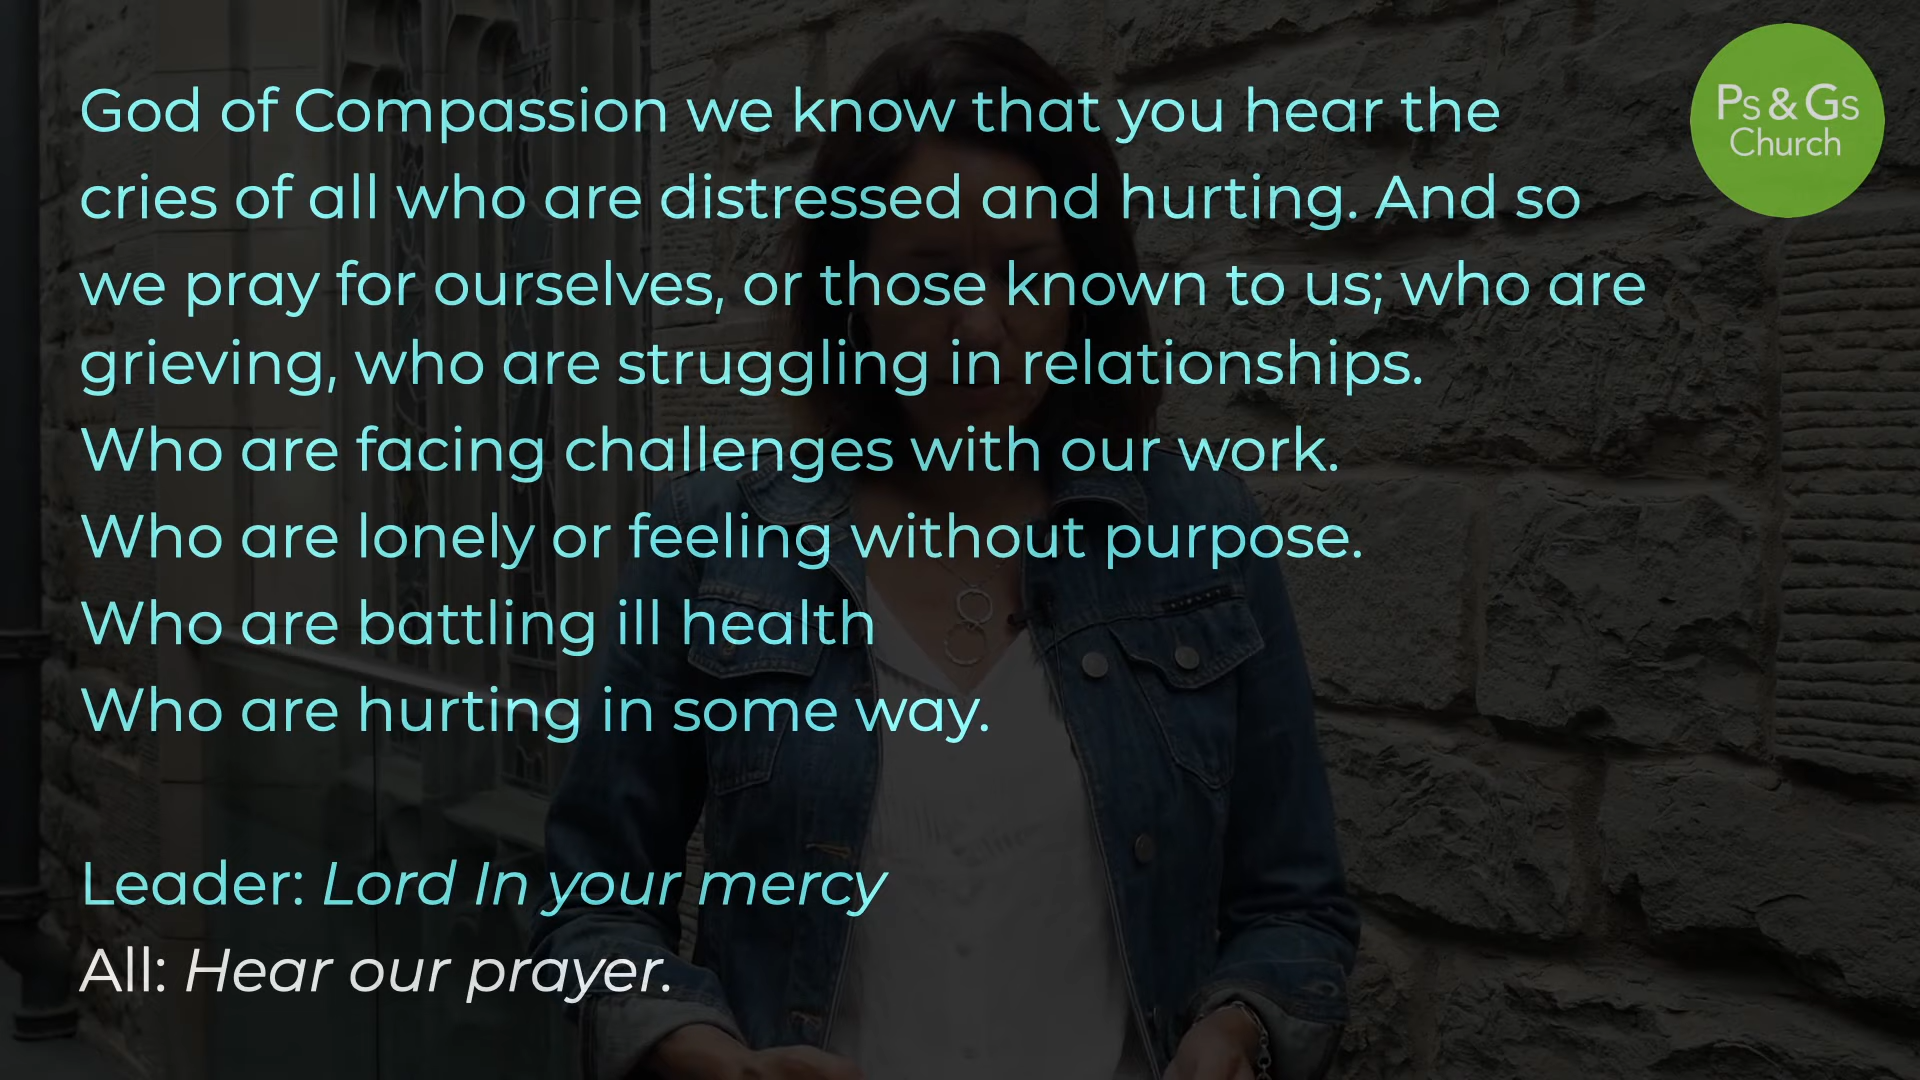 God of Compassion we know that you hear the
cries of all who are distressed and hurting. And so
we pray for ourselves, or those known to us; who are
grieving, who are struggling in relationships.
Who are facing challenges with our work.
Who are lonely or feeling without purpose.
Who are battling ill health
Who are hurting in some way.
Leader: Lord In your mercy
All: Hear our prayer.
Ps & Gs
Church